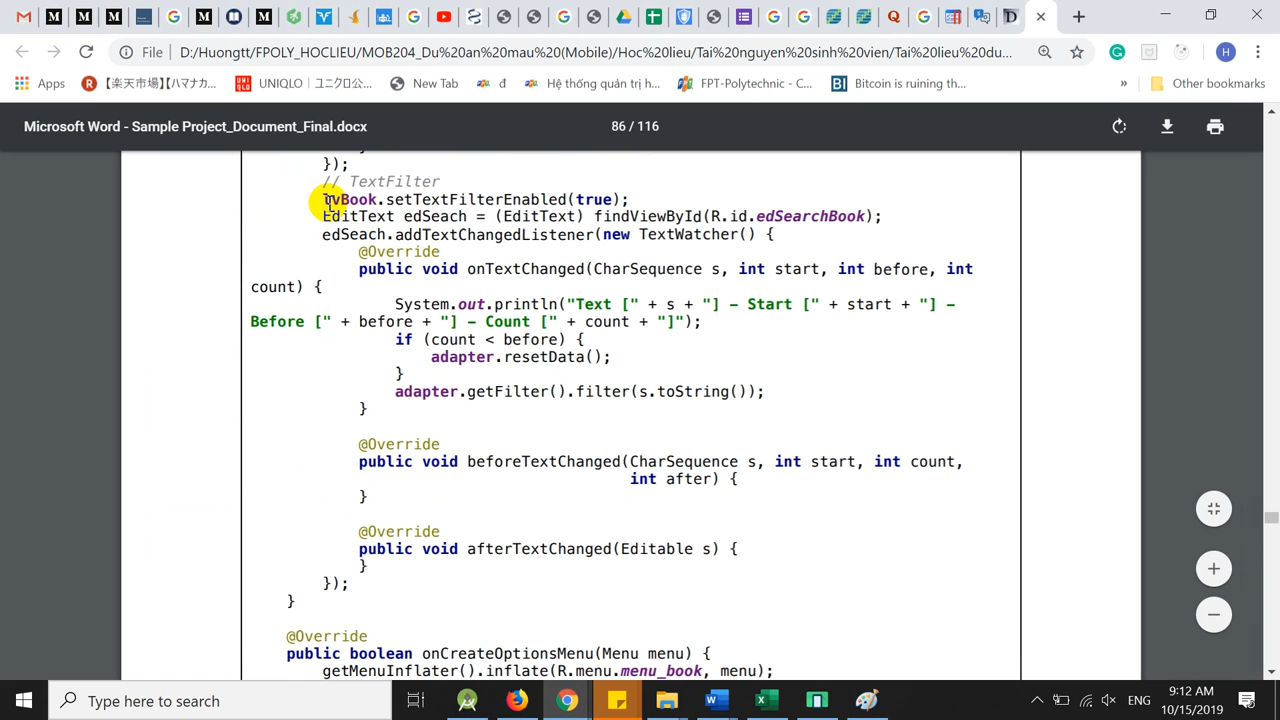 File
D:/Huongtt/FPOLY_HOCLIEU/MOB204_Du%20an%20mau%20(Mobile)/Hoc%20lieu/Tai%20nguyen%20sinh%20vien/Tai%20lieu%20du...
H
Apps
【楽天市場】【ハマナカ...
UNIQLO｜ユニクロ公...
New Tab
đ
Hệ thống quản trị h...
FPT-Polytechnic - C...
Bitcoin is ruining th...
»
Other bookmarks
Microsoft Word - Sample Project_Document_Final.docx
86 / 116
});
// TextFilter
lvBook.setTextFilterEnabled(true);
EditText edSeach = (EditText) findViewById(R.id.edSearchBook);
edSeach.addTextChangedListener(new TextWatcher() {
@Override
public void onTextChanged(CharSequence s, int start, int before, int
count) {
System.out.println("Text [" + s + "] - Start [" + start + "] -
Before [" + before + "] - Count [" + count + "]");
if (count < before) {
adapter.resetData();
}
adapter.getFilter().filter(s.toString());
}
@Override
public void beforeTextChanged(CharSequence s, int start, int count,
int after) {
}
@Override
public void afterTextChanged(Editable s) {
}
});
}
@Override
public boolean onCreateOptionsMenu(Menu menu) {
getMenuInflater().inflate(R.menu.menu_book, menu);
Type here to search
ENG
9:12 AM
10/15/2019